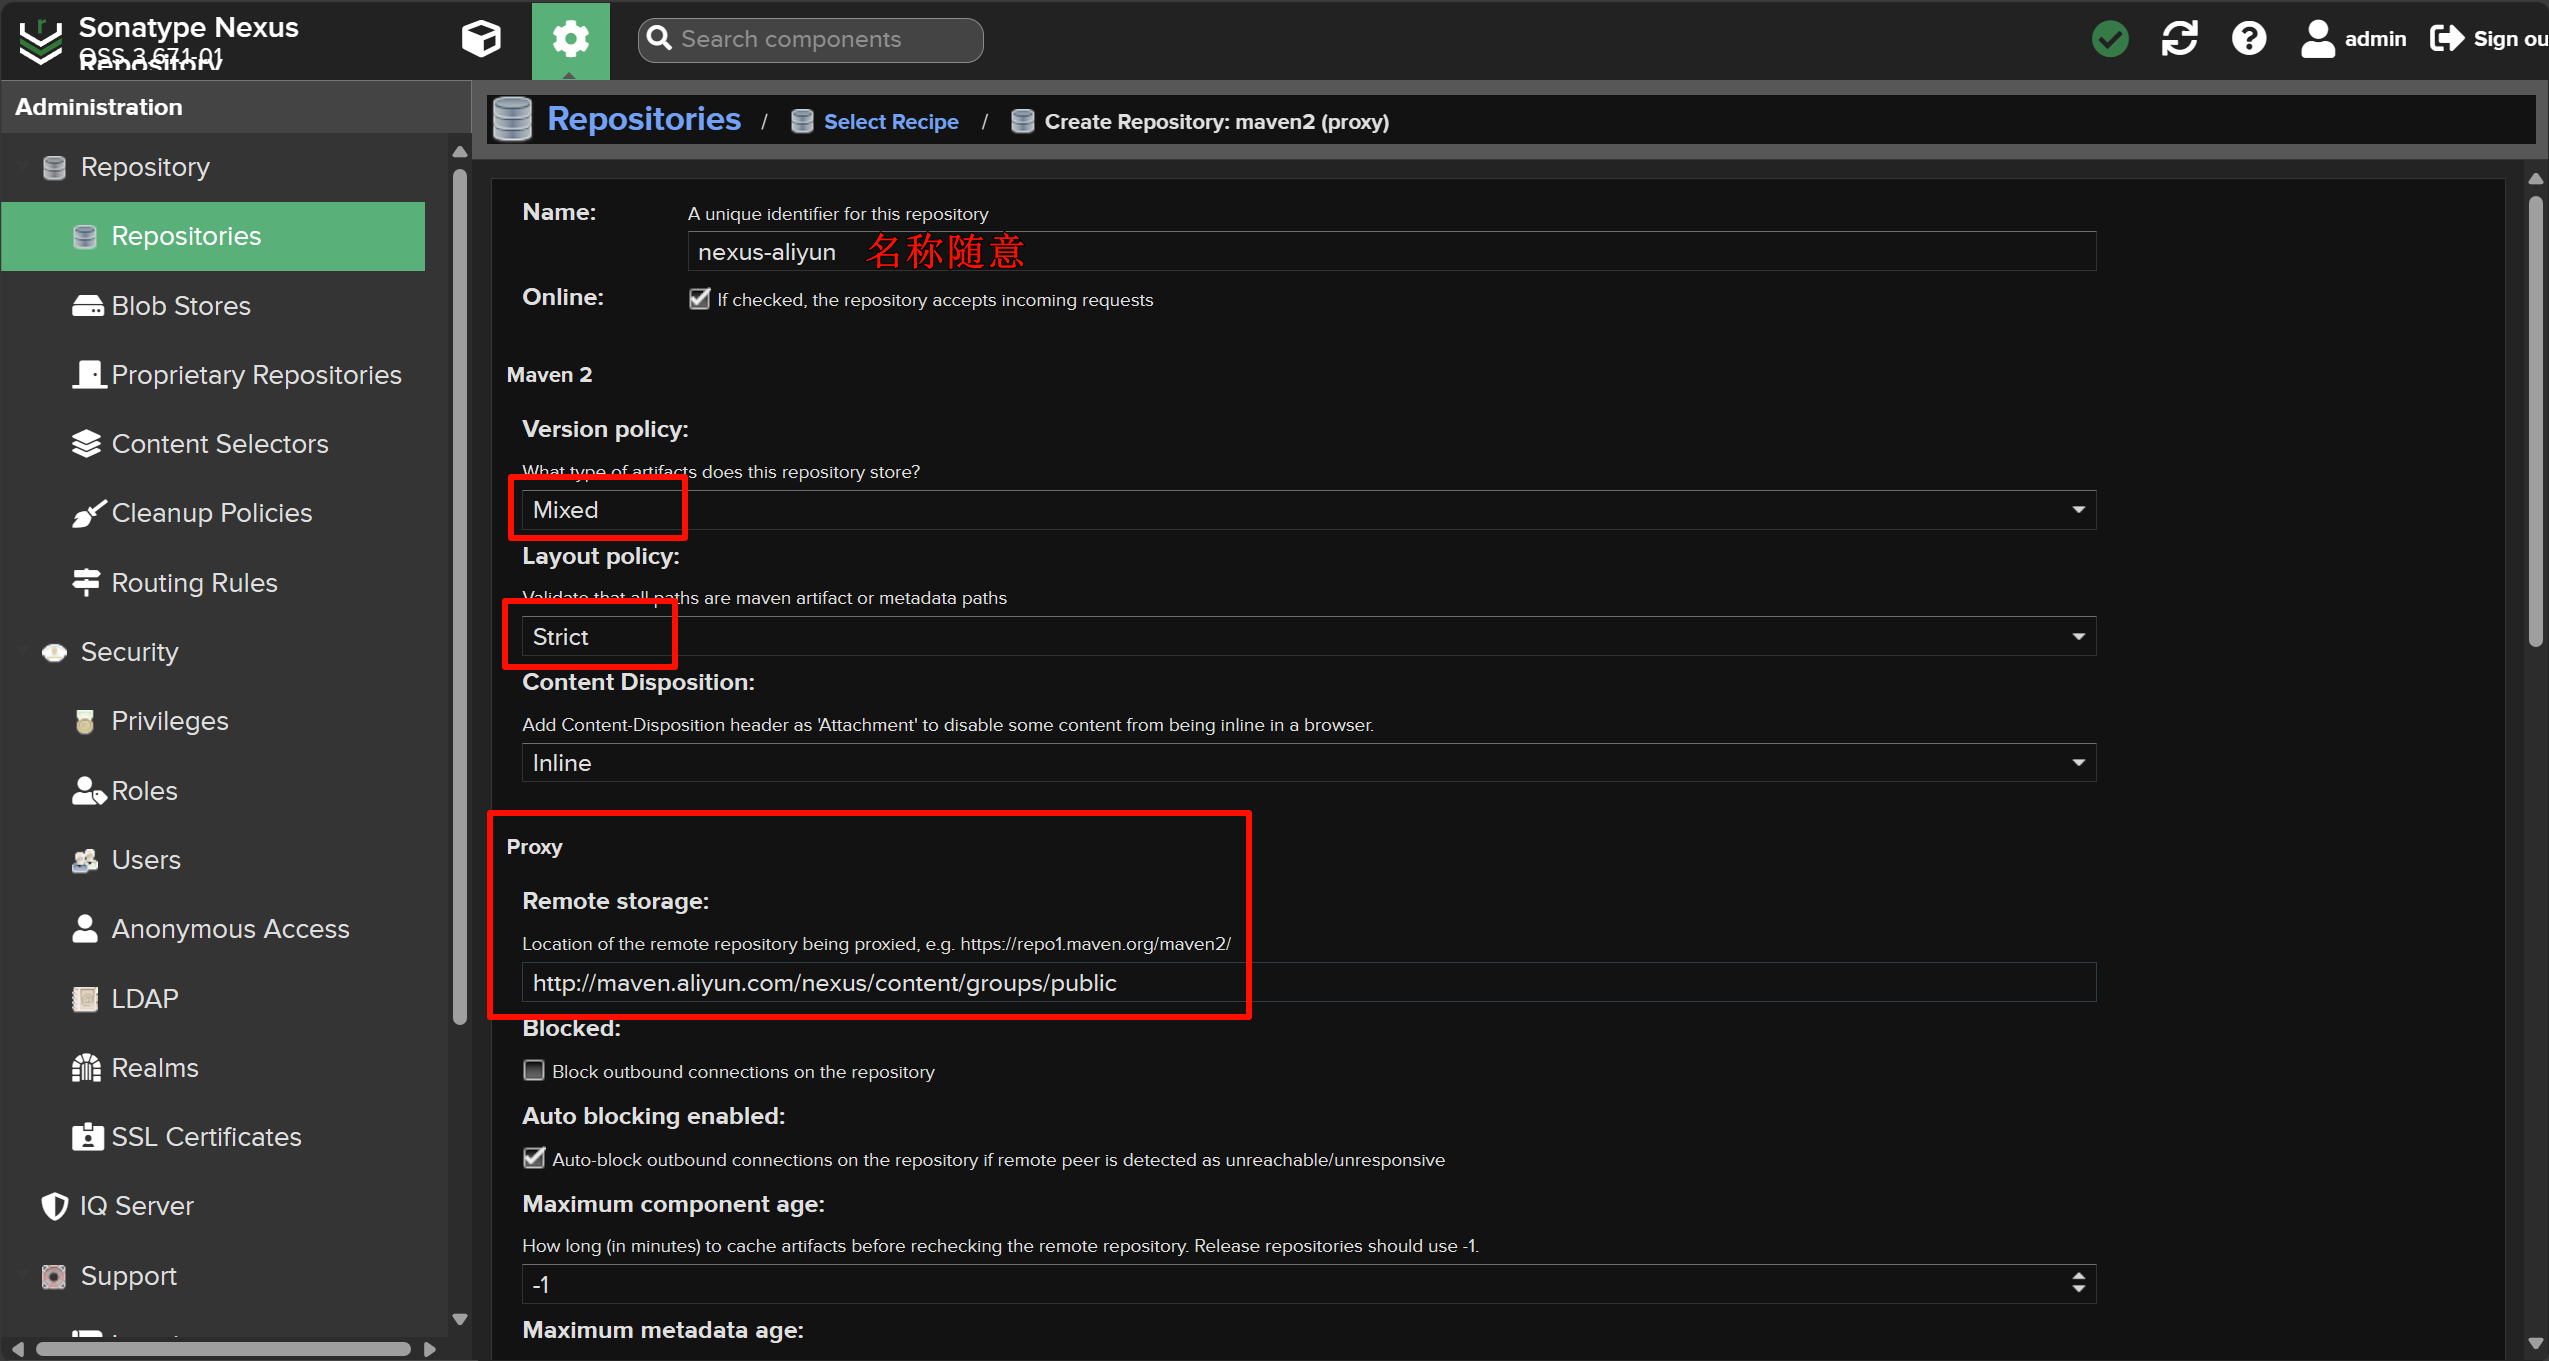 Sonatype Nexus
Repository
OSS 3.67.1-01
Search components
admin
Sign ou
Administration
Repository
Repositories
Blob Stores
Proprietary Repositories
Content Selectors
Cleanup Policies
Routing Rules
Security
Privileges
Roles
Users
Anonymous Access
LDAP
Realms
SSL Certificates
IQ Server
Support
Repositories / Select Recipe / Create Repository: maven2 (proxy)
Name: A unique identifier for this repository
nexus-aliyun 名称随意
Online: If checked, the repository accepts incoming requests
Maven 2
Version policy:
What type of artifacts does this repository store?
Mixed
Layout policy:
Validate that all paths are maven artifact or metadata paths
Strict
Content Disposition:
Add Content-Disposition header as 'Attachment' to disable some content from being inline in a browser.
Inline
Proxy
Remote storage:
Location of the remote repository being proxied, e.g. https://repo1.maven.org/maven2/
http://maven.aliyun.com/nexus/content/groups/public
Blocked:
Block outbound connections on the repository
Auto blocking enabled:
Auto-block outbound connections on the repository if remote peer is detected as unreachable/unresponsive
Maximum component age:
How long (in minutes) to cache artifacts before rechecking the remote repository. Release repositories should use -1.
-1
Maximum metadata age: